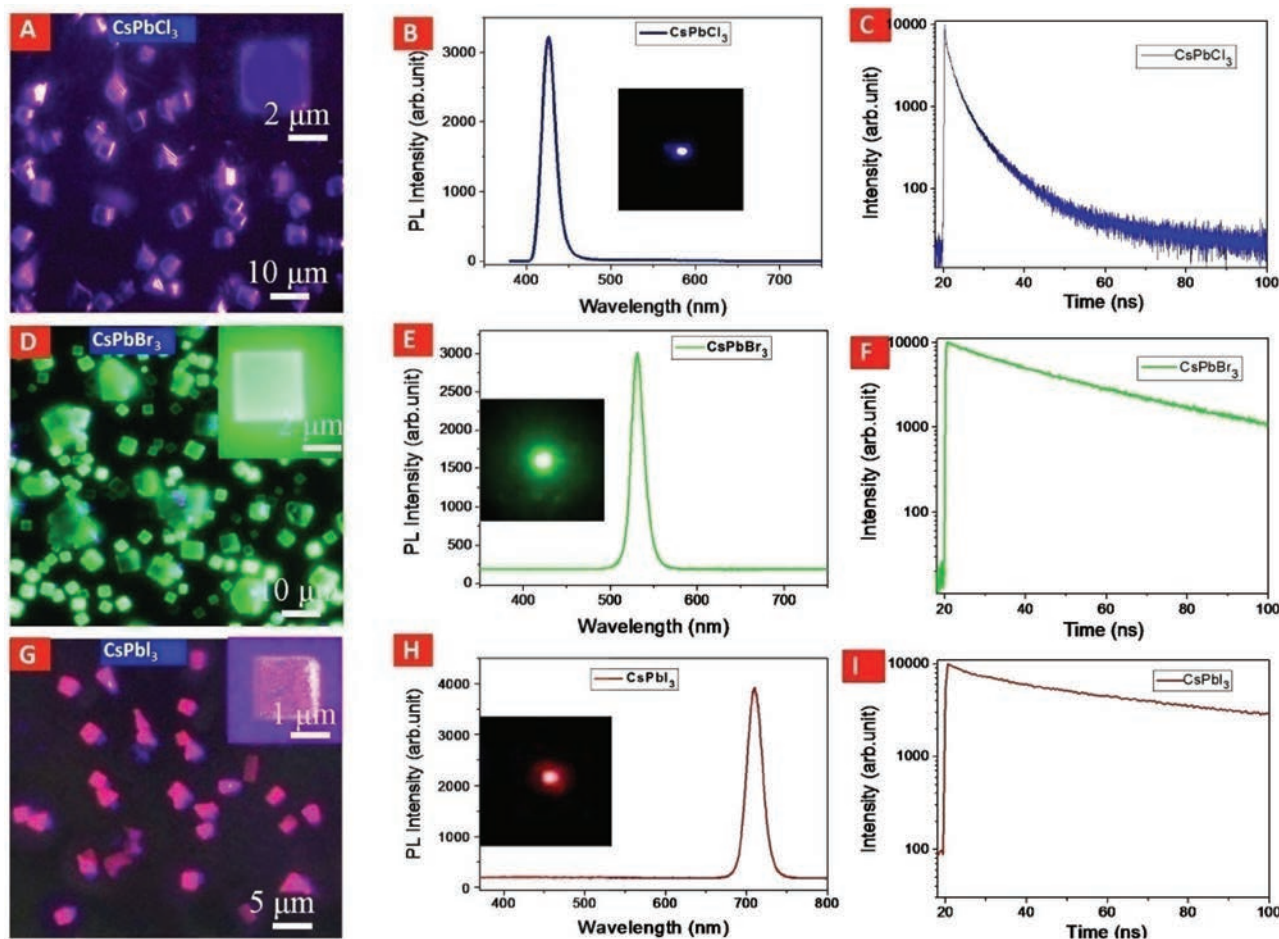 A
CsPbCl3
2 μm
10 μm
B
CsPbCl3
PL Intensity (arb.unit)
3000
2000
1000
0
400
500
600
700
Wavelength (nm)
C
CsPbCl3
Intensity (arb.unit)
10000
1000
100
20
40
60
80
100
Time (ns)
D
CsPbBr3
2 μm
10 μm
E
CsPbBr3
PL Intensity (arb.unit)
3000
2500
2000
1500
1000
500
0
400
500
600
700
Wavelength (nm)
F
CsPbBr3
Intensity (arb.unit)
10000
1000
100
20
40
60
80
100
Time (ns)
G
CsPbI3
1 μm
5 μm
H
CsPbI3
PL Intensity (arb.unit)
4000
3000
2000
1000
0
400
500
600
700
800
Wavelength (nm)
I
CsPbI3
Intensity (arb.unit)
10000
1000
100
20
40
60
80
100
Time (ns)